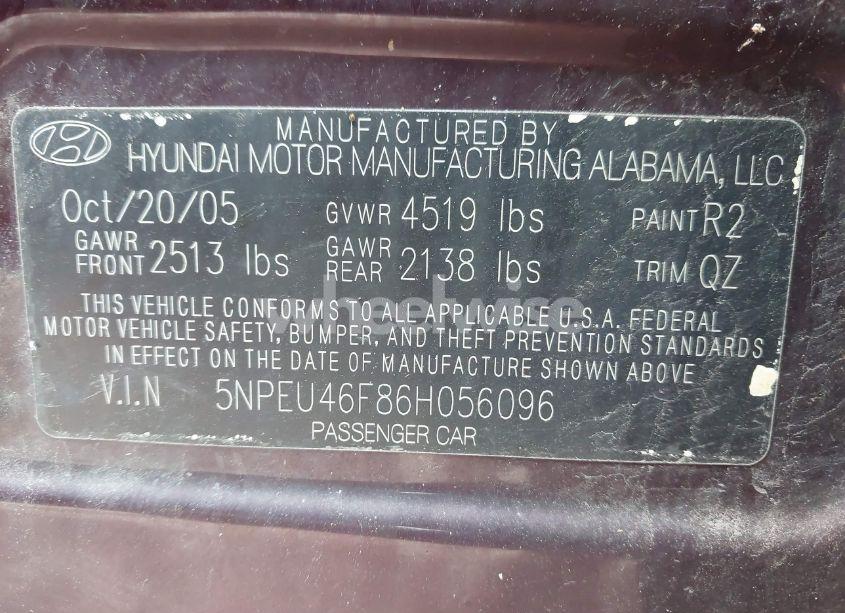 MANUFACTURED BY
HYUNDAI MOTOR MANUFACTURING ALABAMA, LLC
Oct/20/05 GVWR 4519 lbs PAINT R2
GAWR FRONT 2513 lbs GAWR REAR 2138 lbs TRIM QZ
THIS VEHICLE CONFORMS TO ALL APPLICABLE U.S.A. FEDERAL
MOTOR VEHICLE SAFETY, BUMPER, AND THEFT PREVENTION STANDARDS
IN EFFECT ON THE DATE OF MANUFACTURE SHOWN ABOVE
V.I.N 5NPEU46F86H056096
PASSENGER CAR
wheelwise